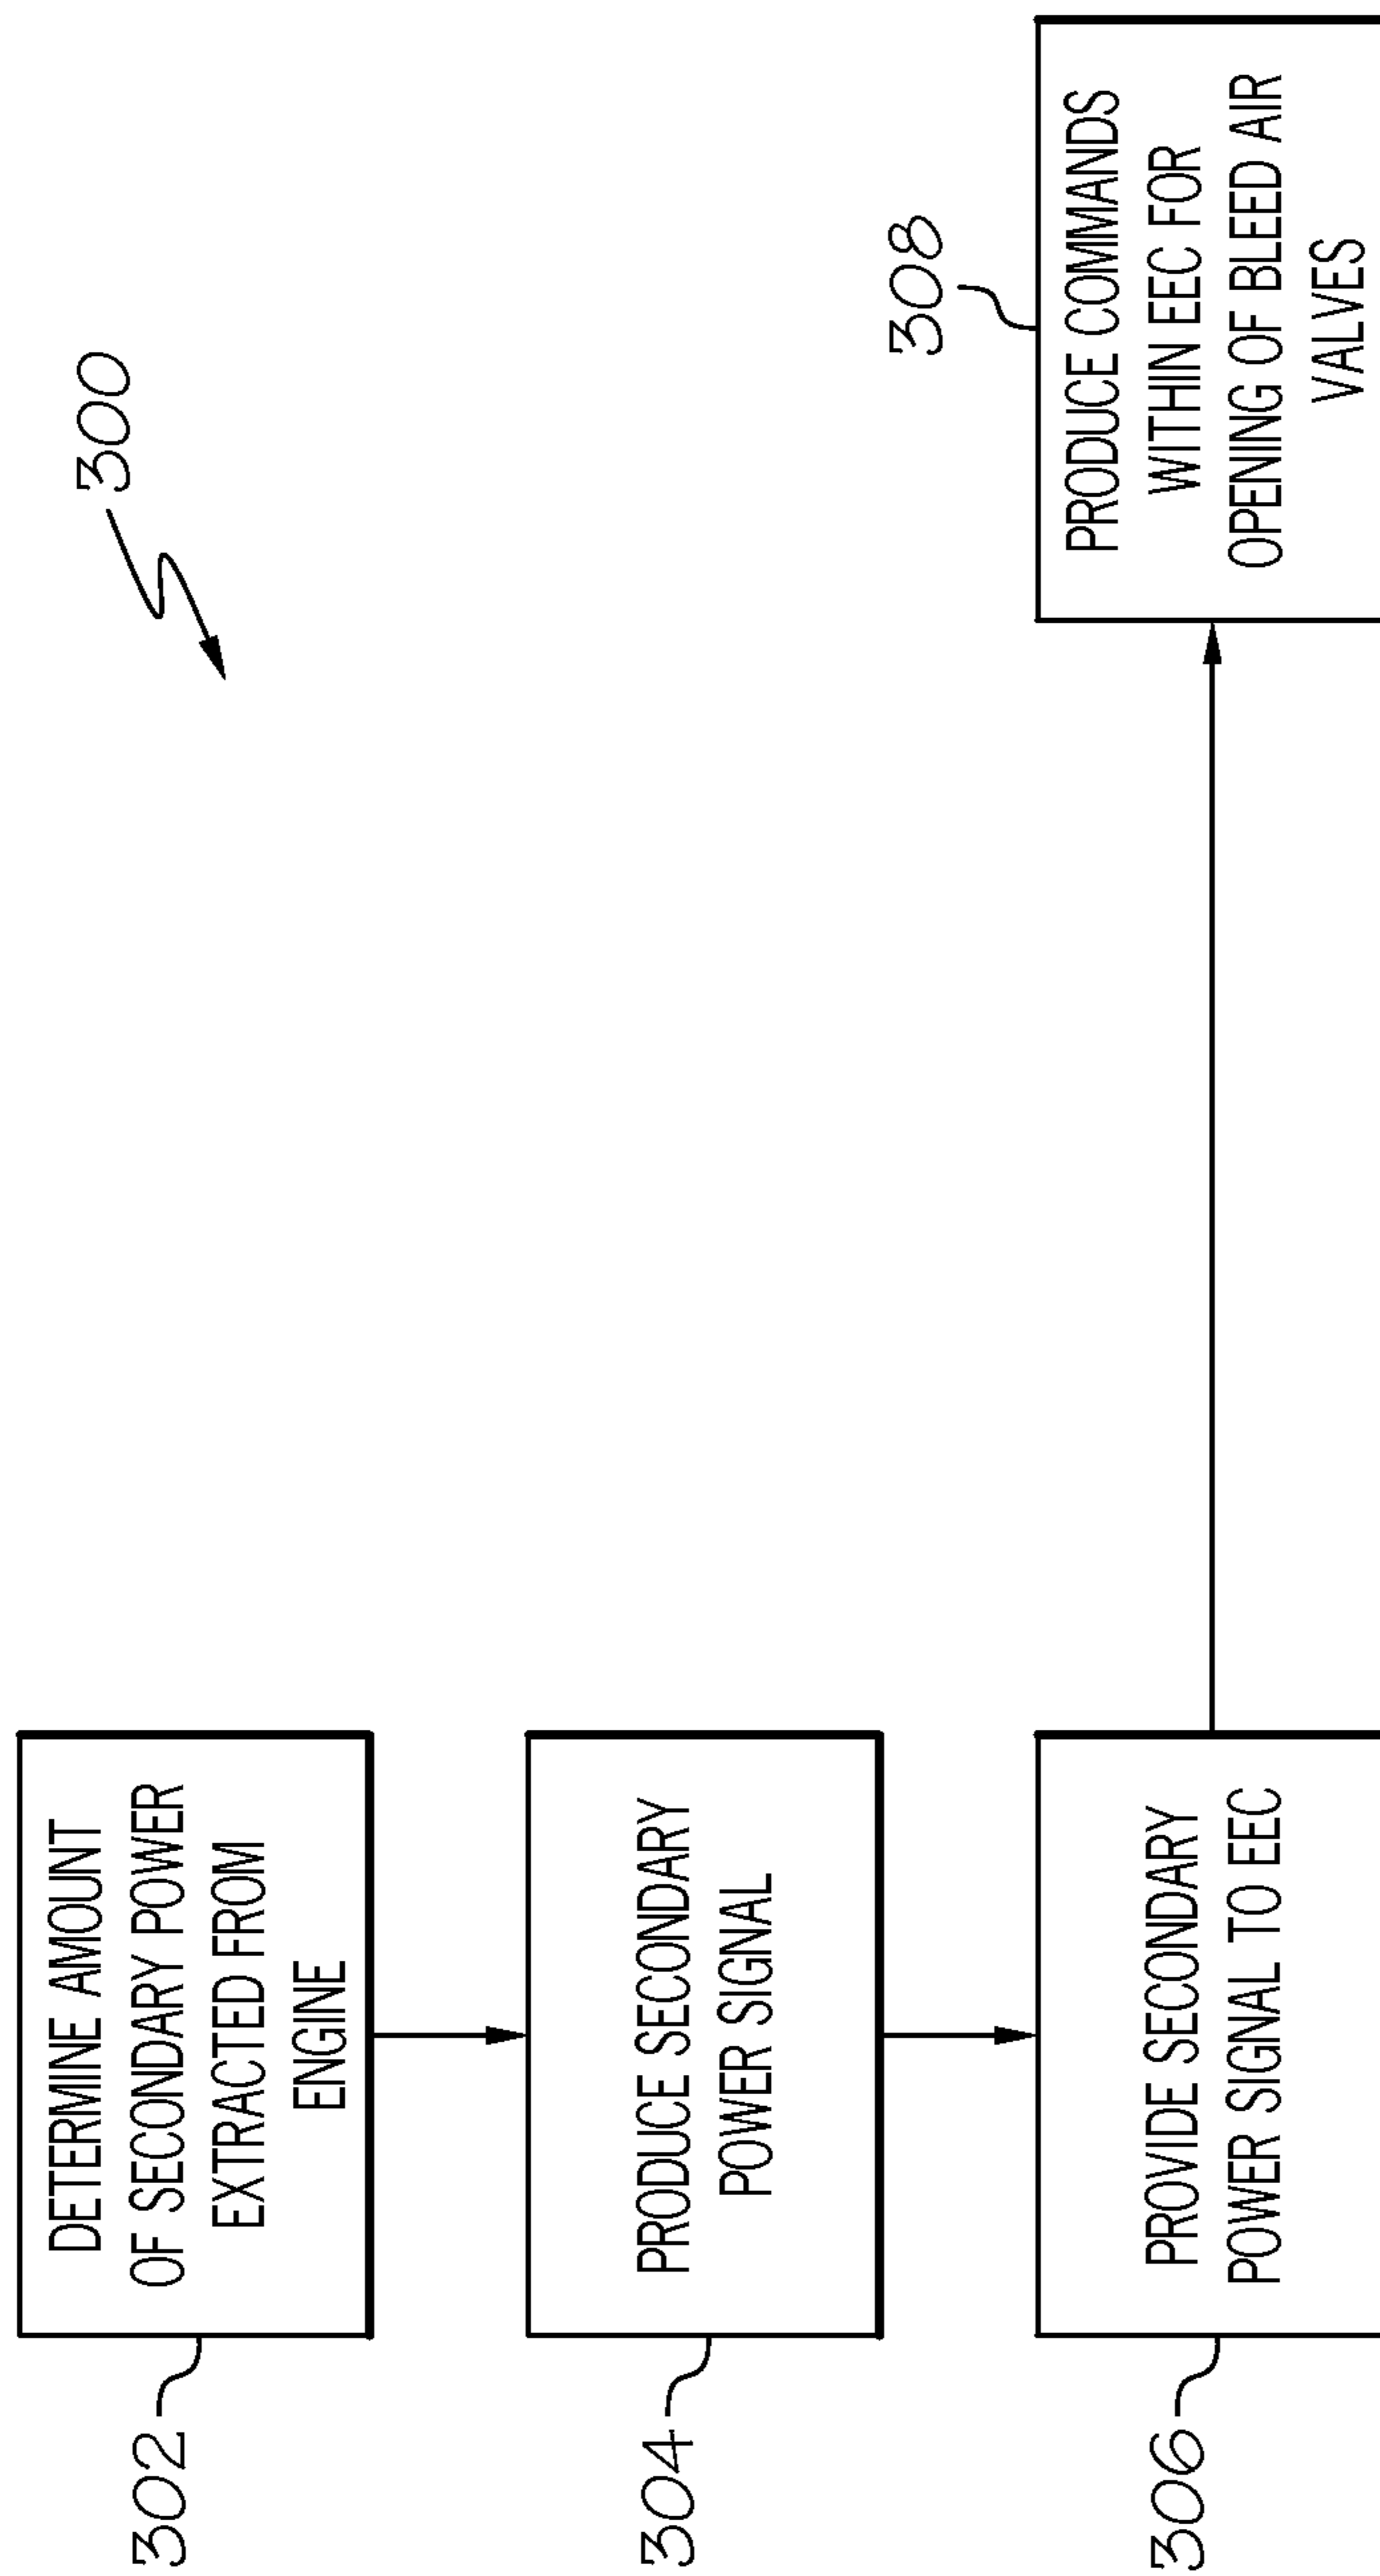 300
302
DETERMINE AMOUNT
OF SECONDARY POWER
EXTRACTED FROM
ENGINE
304
PRODUCE SECONDARY
POWER SIGNAL
306
PROVIDE SECONDARY
POWER SIGNAL TO EEC
308
PRODUCE COMMANDS
WITHIN EEC FOR
OPENING OF BLEED AIR
VALVES